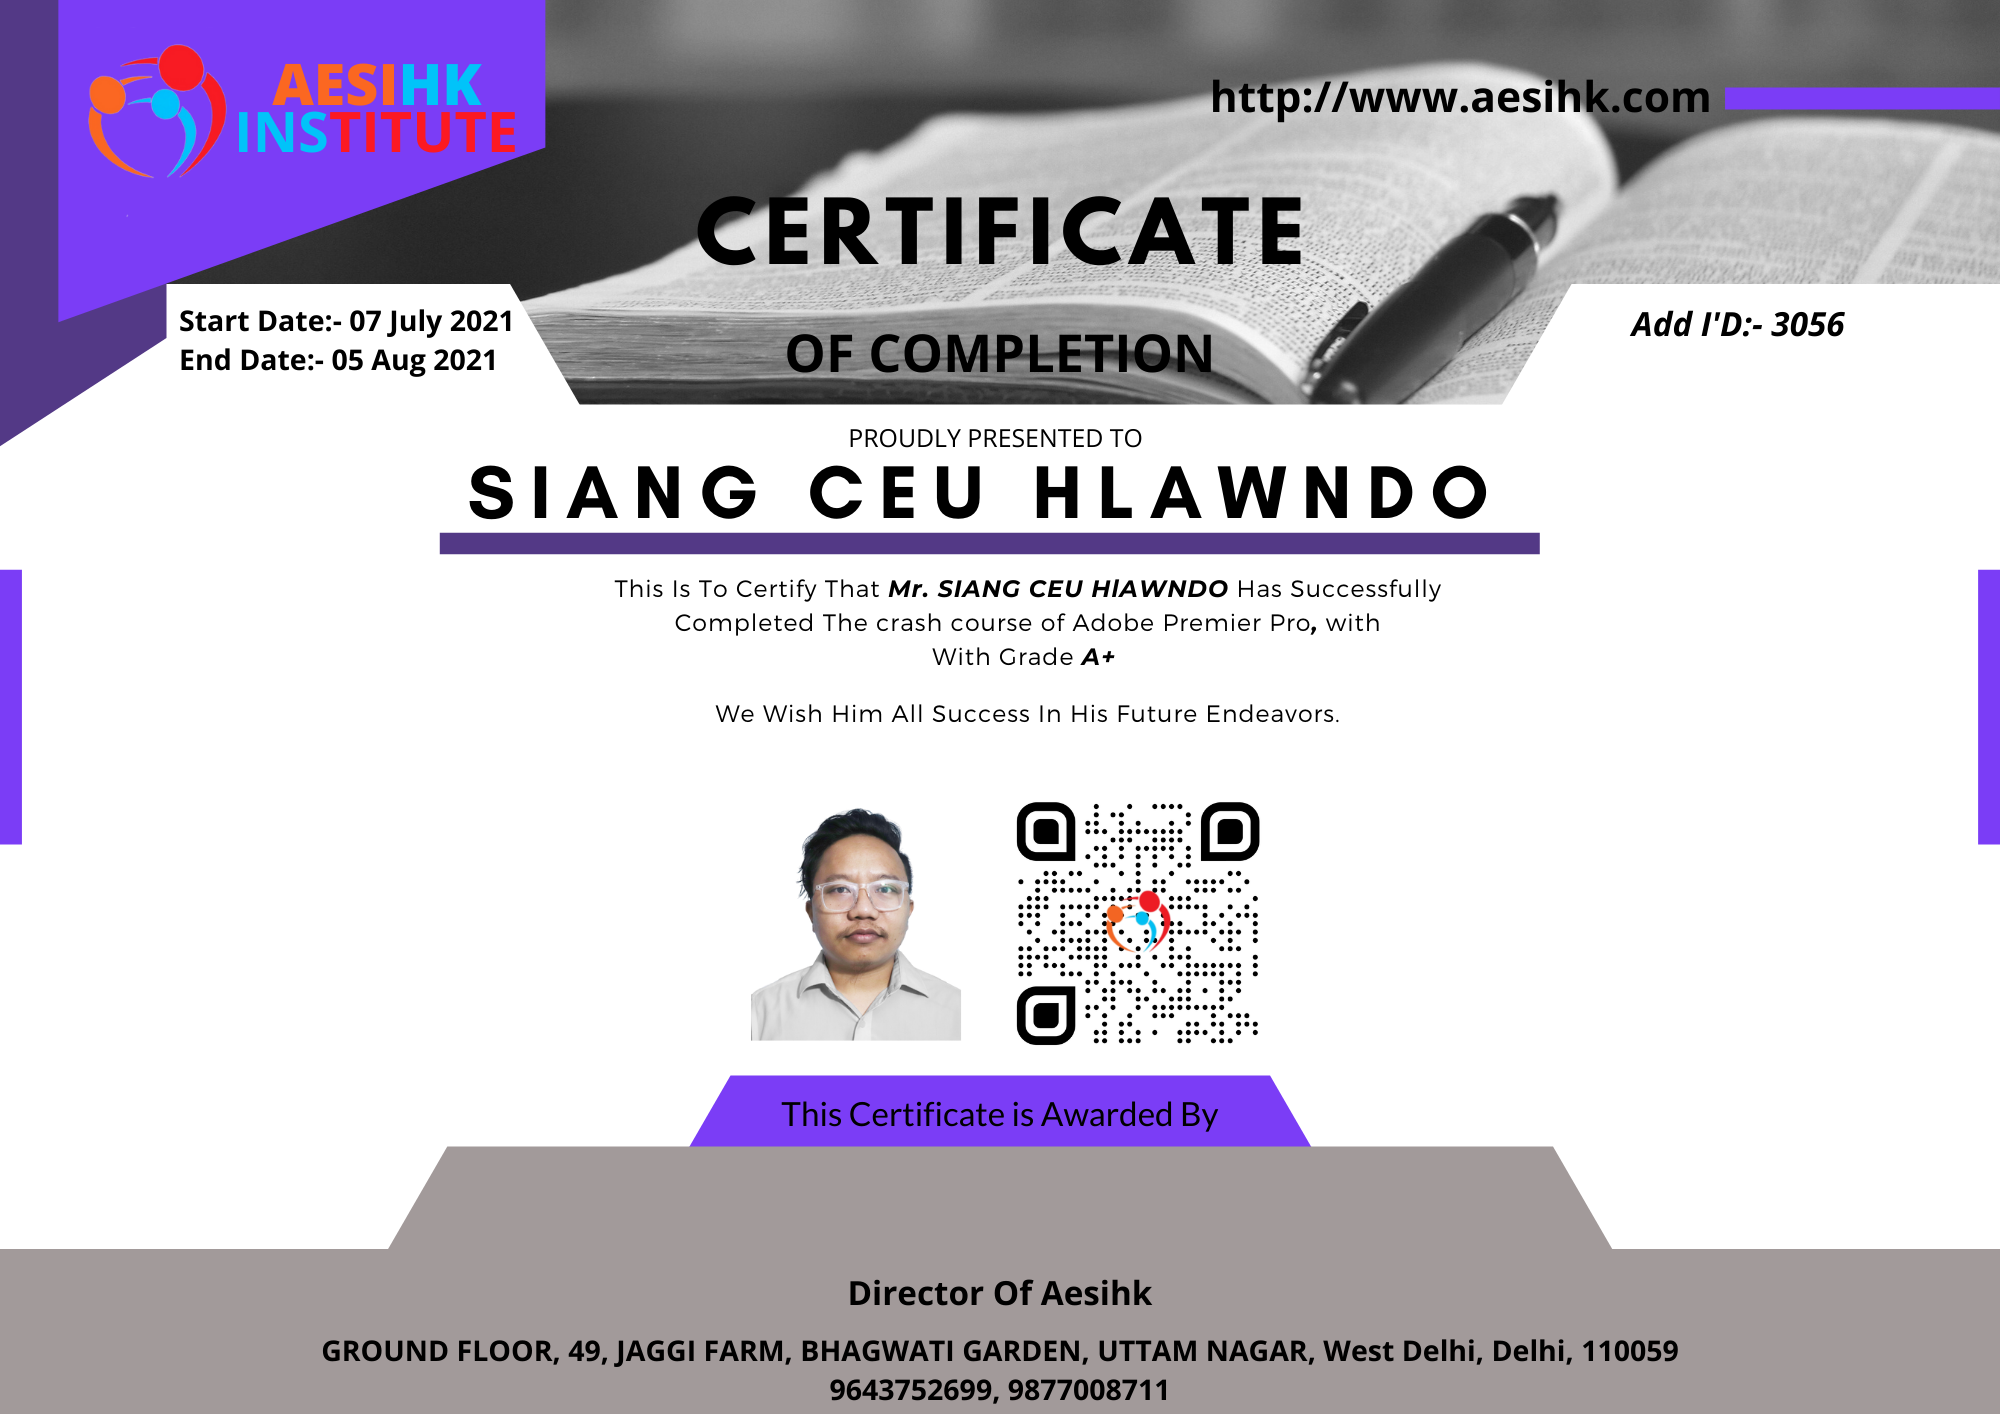 AESIHK
INSTITUTE
http://www.aesihk.com
CERTIFICATE
OF COMPLETION
Start Date:- 07 July 2021
End Date:- 05 Aug 2021
Add I'D:- 3056
PROUDLY PRESENTED TO
SIANG CEU HLAWNDO
This Is To Certify That Mr. SIANG CEU HlAWNDO Has Successfully
Completed The crash course of Adobe Premier Pro, with
With Grade A+
We Wish Him All Success In His Future Endeavors.
This Certificate is Awarded By
Director Of Aesihk
GROUND FLOOR, 49, JAGGI FARM, BHAGWATI GARDEN, UTTAM NAGAR, West Delhi, Delhi, 110059
9643752699, 9877008711